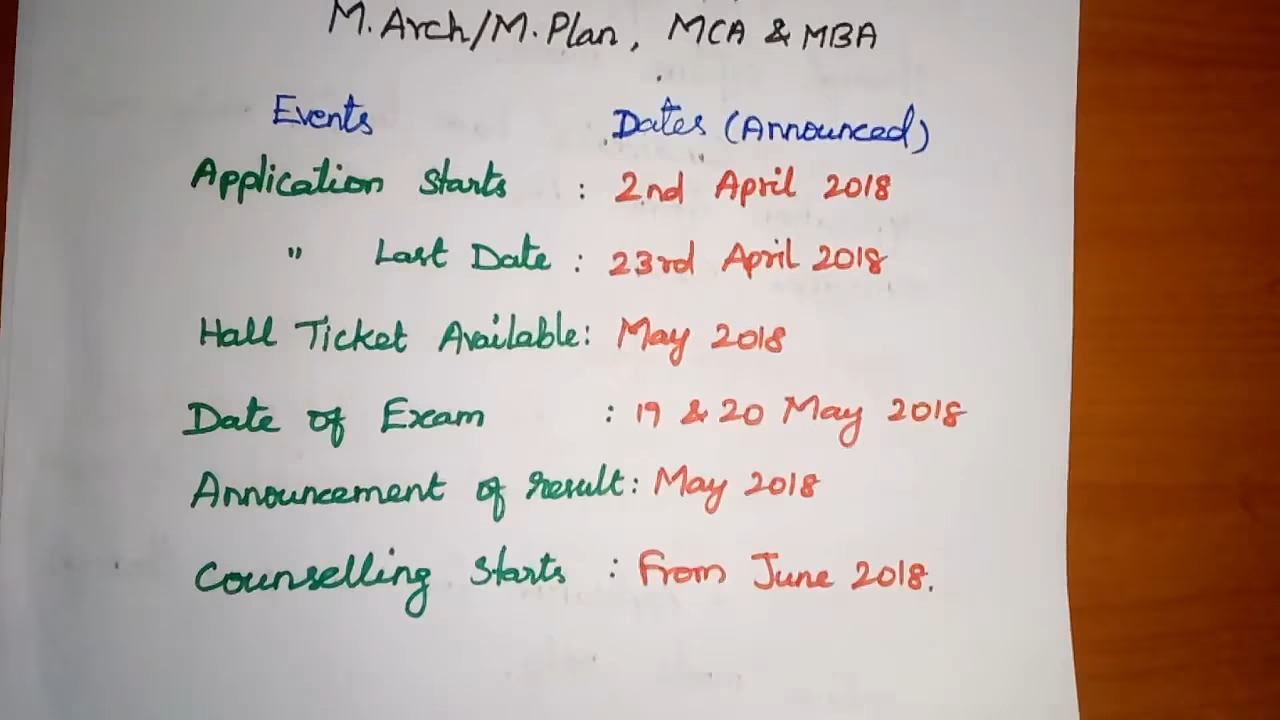 M.Arch/M.Plan, MCA & MBA
Events Dates (Announced)
Application Starts : 2nd April 2018
" Last Date : 23rd April 2018
Hall Ticket Available: May 2018
Date of Exam : 19 & 20 May 2018
Announcement of result: May 2018
Counselling Starts : From June 2018.